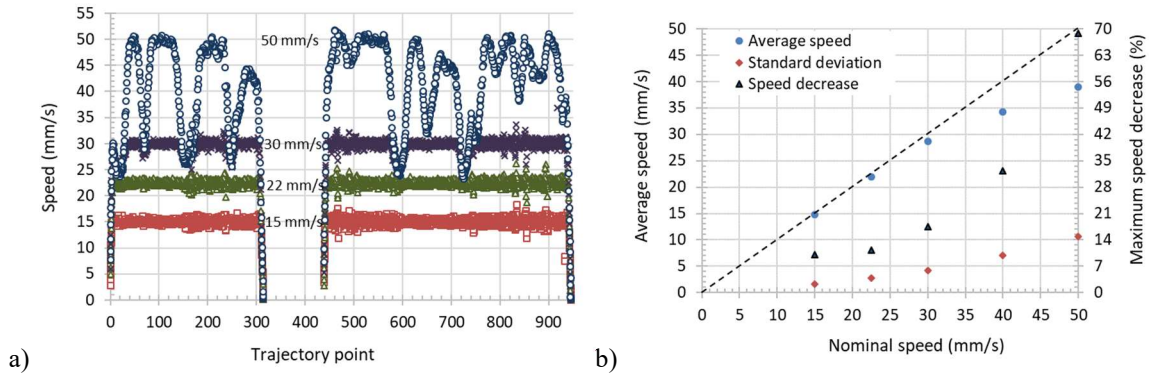 55
50
45
40
35
30
25
20
15
10
5
0
Speed (mm/s)
50 mm/s
30 mm/s
22 mm/s
15 mm/s
0 100 200 300 400 500 600 700 800 900
Trajectory point
a)
50
45
40
35
30
25
20
15
10
5
0
Average speed (mm/s)
Average speed
Standard deviation
Speed decrease
70
63
56
49
42
35
28
21
14
7
0
Maximum speed decrease (%)
0 5 10 15 20 25 30 35 40 45 50
Nominal speed (mm/s)
b)